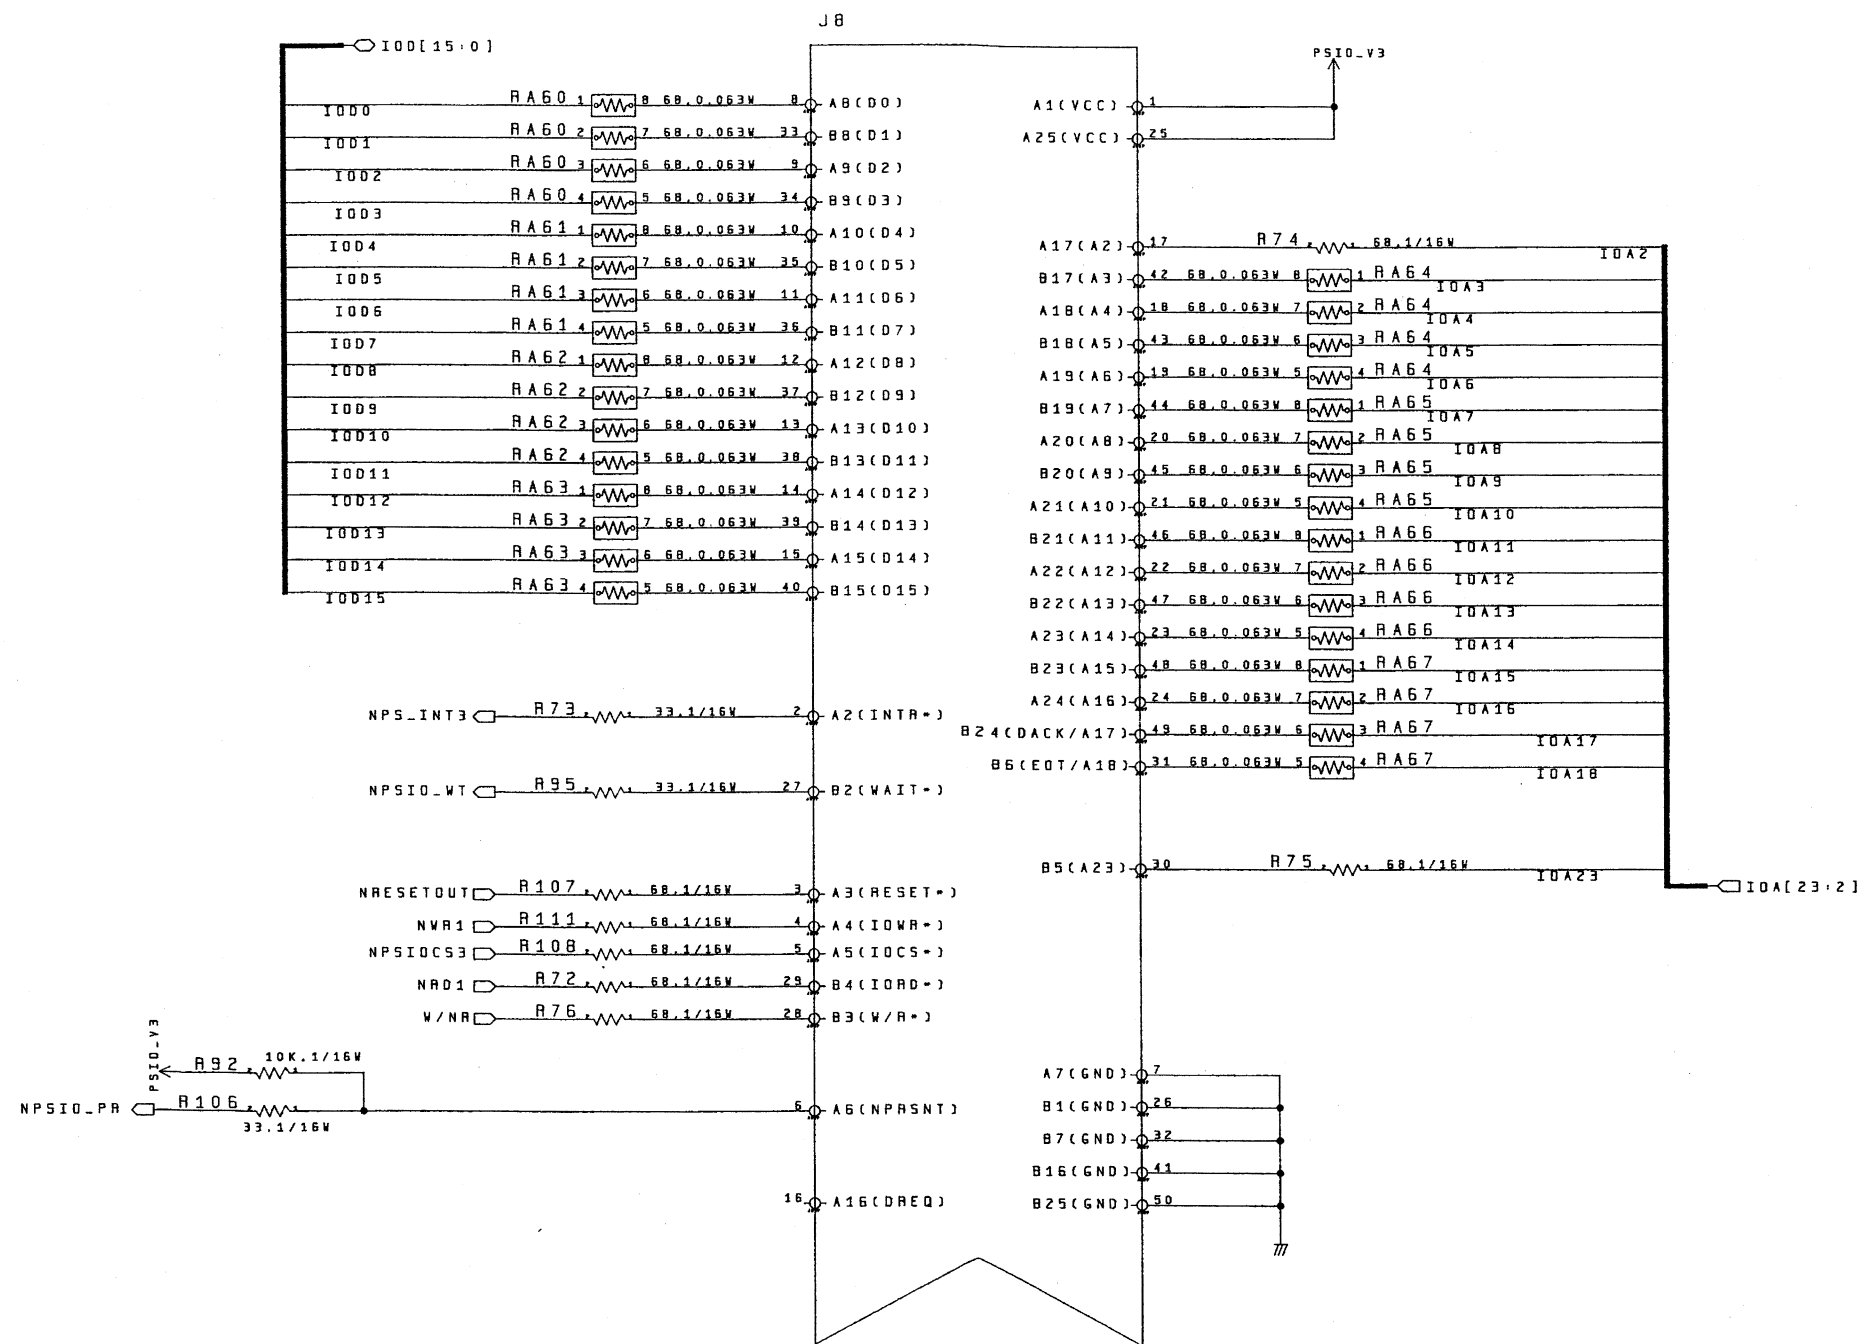 J8
IOD[15:0]
PSIO_V3
IOD0 RA60 1 8 68,0.063W 8 A8(D0)
IOD1 RA60 2 7 68,0.063W 33 B8(D1)
IOD2 RA60 3 6 68,0.063W 9 A9(D2)
IOD3 RA60 4 5 68,0.063W 34 B9(D3)
IOD4 RA61 1 8 68,0.063W 10 A10(D4)
IOD5 RA61 2 7 68,0.063W 35 B10(D5)
IOD6 RA61 3 6 68,0.063W 11 A11(D6)
IOD7 RA61 4 5 68,0.063W 36 B11(D7)
IOD8 RA62 1 8 68,0.063W 12 A12(D8)
IOD9 RA62 2 7 68,0.063W 37 B12(D9)
IOD10 RA62 3 6 68,0.063W 13 A13(D10)
IOD11 RA62 4 5 68,0.063W 38 B13(D11)
IOD12 RA63 1 8 68,0.063W 14 A14(D12)
IOD13 RA63 2 7 68,0.063W 39 B14(D13)
IOD14 RA63 3 6 68,0.063W 15 A15(D14)
IOD15 RA63 4 5 68,0.063W 40 B15(D15)
NPS_INT3 R73 2 1 33,1/16W 2 A2(INTR*)
NPSIO_WT R95 2 1 33,1/16W 27 B2(WAIT*)
NRESETOUT R107 2 1 68,1/16W 3 A3(RESET*)
NWR1 R111 2 1 68,1/16W 4 A4(IOWR*)
NPSIOCS3 R108 2 1 68,1/16W 5 A5(IOCS*)
NRD1 R72 2 1 68,1/16W 29 B4(IORD*)
W/NR R76 2 1 68,1/16W 28 B3(W/R*)
PSIO_V3 R92 2 1 10K,1/16W
NPSIO_PR R106 2 1 33,1/16W 6 A6(NPRSNT)
16 A16(DREQ)
A1(VCC) 1
A25(VCC) 25
A17(A2) 17 R74 2 1 68,1/16W IOA2
B17(A3) 42 68,0.063W 8 1 RA64 IOA3
A18(A4) 18 68,0.063W 7 2 RA64 IOA4
B18(A5) 43 68,0.063W 6 3 RA64 IOA5
A19(A6) 19 68,0.063W 5 4 RA64 IOA6
B19(A7) 44 68,0.063W 8 1 RA65 IOA7
A20(A8) 20 68,0.063W 7 2 RA65 IOA8
B20(A9) 45 68,0.063W 6 3 RA65 IOA9
A21(A10) 21 68,0.063W 5 4 RA65 IOA10
B21(A11) 46 68,0.063W 8 1 RA66 IOA11
A22(A12) 22 68,0.063W 7 2 RA66 IOA12
B22(A13) 47 68,0.063W 6 3 RA66 IOA13
A23(A14) 23 68,0.063W 5 4 RA66 IOA14
B23(A15) 48 68,0.063W 8 1 RA67 IOA15
A24(A16) 24 68,0.063W 7 2 RA67 IOA16
B24(DACK/A17) 49 68,0.063W 6 3 RA67 IOA17
B6(EOT/A18) 31 68,0.063W 5 4 RA67 IOA18
B5(A23) 30 R75 2 1 68,1/16W IOA23
IOA[23:2]
A7(GND) 7
B1(GND) 26
B7(GND) 32
B16(GND) 41
B25(GND) 50